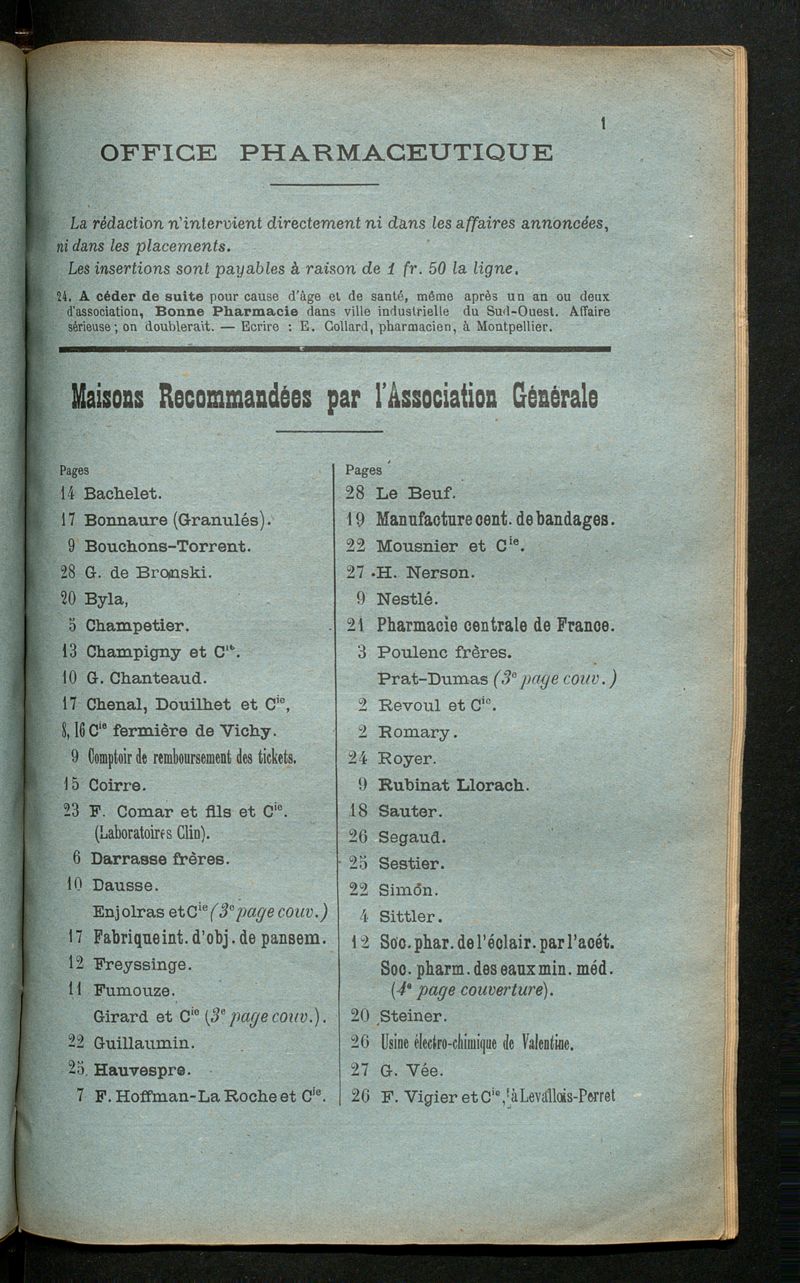 1
OFFICE PHARMACEUTIQUE
La rédaction n'intervient directement ni dans les affaires annoncées,
ni dans les placements.
Les insertions sont payables à raison de 1 fr. 50 la ligne.
24. A céder de suite pour cause d'âge et de santé, même après un an ou deux
d'association, Bonne Pharmacie dans ville industrielle du Sud-Ouest. Affaire
sérieuse; on doublerait. — Ecrire : E. Collard, pharmacien, à Montpellier.
Maisons Recommandées par l'Association Générale
Pages
14 Bachelet.
17 Bonnaure (Granulés).
9 Bouchons-Torrent.
28 G. de Bronski.
20 Byla,
5 Champetier.
13 Champigny et Cie.
10 G. Chanteaud.
17 Chenal, Douilhet et Cie,
8, 16 Cie fermière de Vichy.
9 Comptoir de remboursement des tickets.
15 Coirre.
23 F. Comar et fils et Cie.
(Laboratoires Clin).
6 Darrasse frères.
10 Dausse.
Enjolras et Cie (3e page couv.)
17 Fabrique int. d'obj. de pansem.
12 Freyssinge.
11 Fumouze.
Girard et Cie (3e page couv.).
22 Guillaumin.
25. Hauvespre.
7 F. Hoffman-La Roche et Cie.
Pages
28 Le Beuf.
19 Manufacture cent. de bandages.
22 Mousnier et Cie.
27 H. Nerson.
9 Nestlé.
21 Pharmacie centrale de France.
3 Poulenc frères.
Prat-Dumas (3e page couv.)
2 Revoul et Cie.
2 Romary.
24 Royer.
9 Rubinat Llorach.
18 Sauter.
26 Segaud.
25 Sestier.
22 Simón.
4 Sittler.
12 Soc. phar. de l'éclair. par l'acét.
Soc. pharm. des eaux min. méd.
(4e page couverture).
20 Steiner.
26 Usine électro-chimique de Valentine.
27 G. Vée.
26 F. Vigier et Cie, à Levallois-Perret